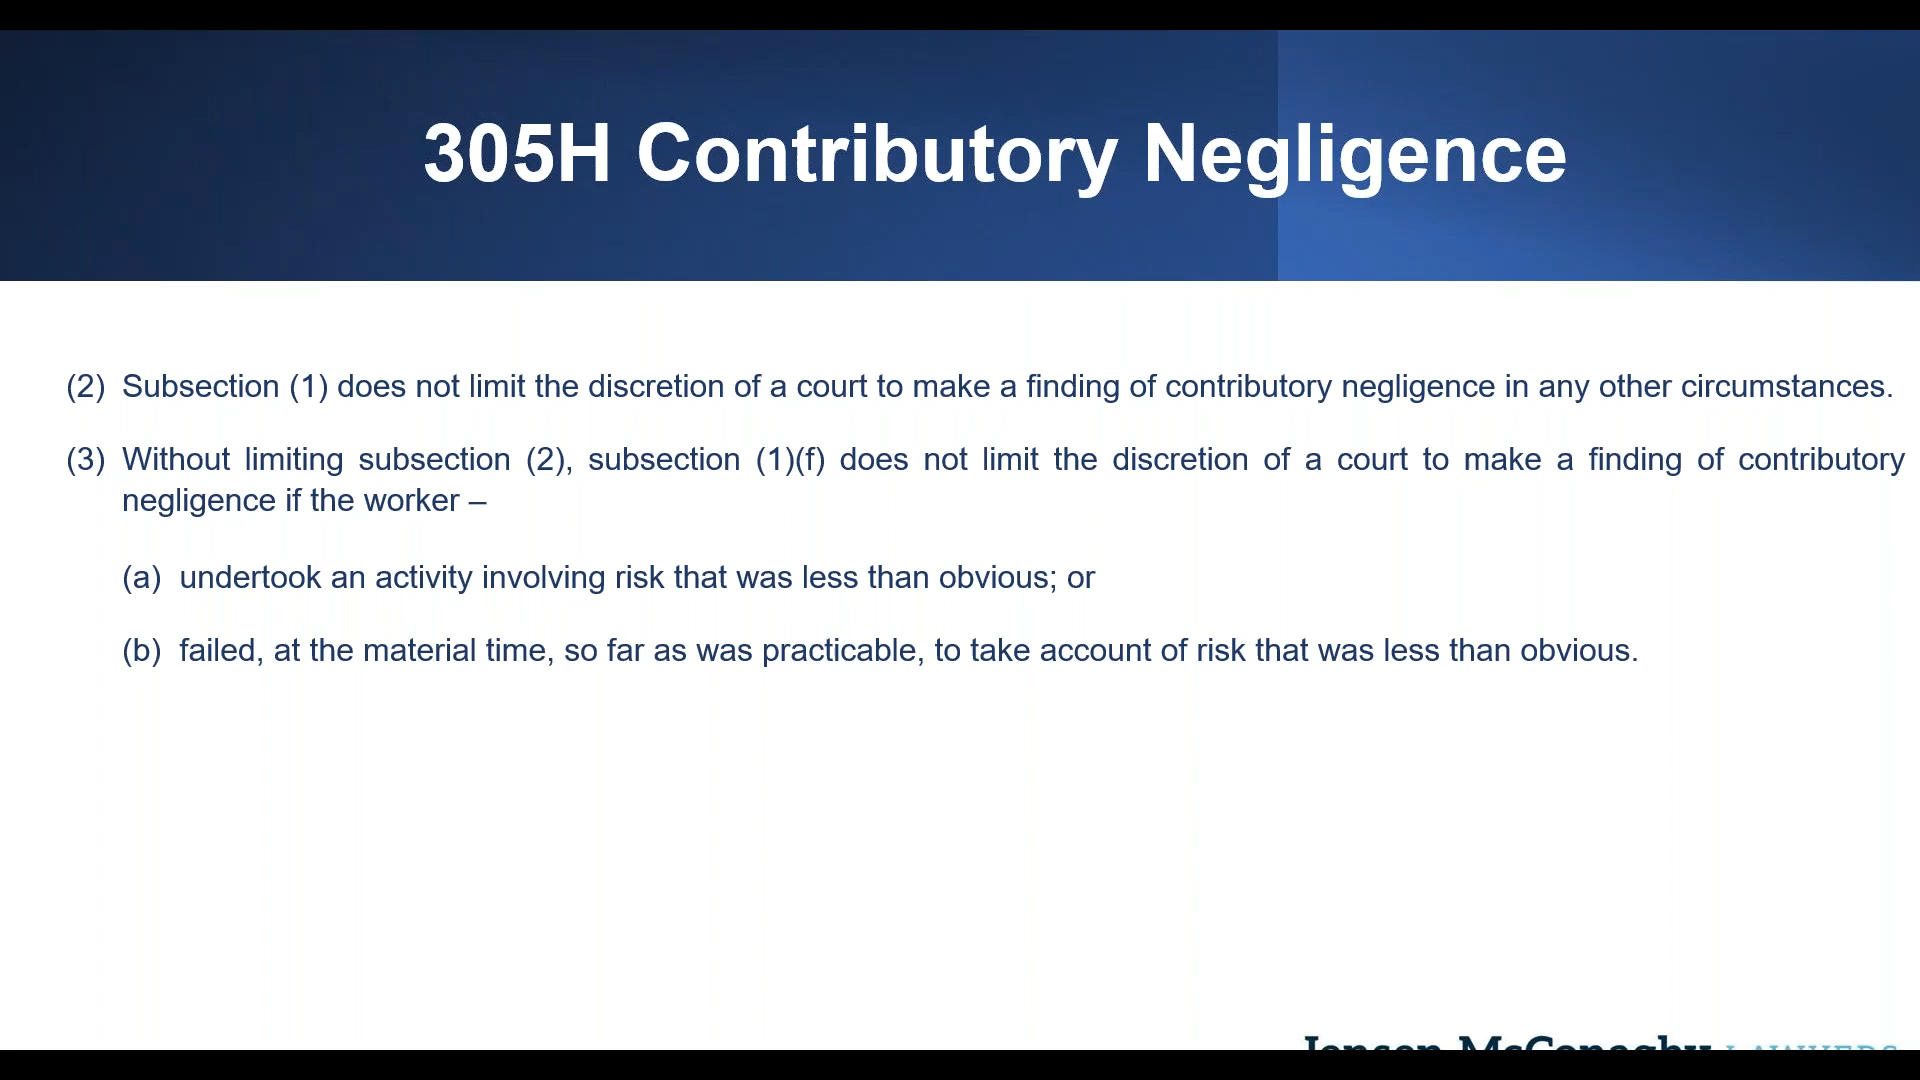 305H Contributory Negligence
(2) Subsection (1) does not limit the discretion of a court to make a finding of contributory negligence in any other circumstances.
(3) Without limiting subsection (2), subsection (1)(f) does not limit the discretion of a court to make a finding of contributory
negligence if the worker –
(a) undertook an activity involving risk that was less than obvious; or
(b) failed, at the material time, so far as was practicable, to take account of risk that was less than obvious.
Jensen McConaghy LAWYERS